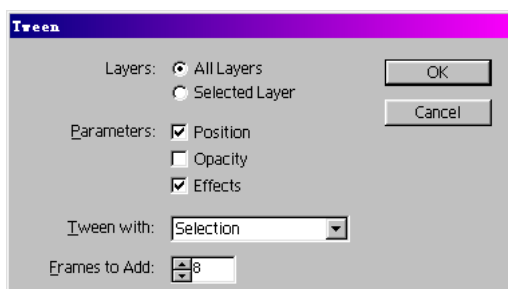 Tween
Layers: All Layers OK
Selected Layer
Cancel
Parameters: Position
Opacity
Effects
Tween with: Selection
Frames to Add: 8